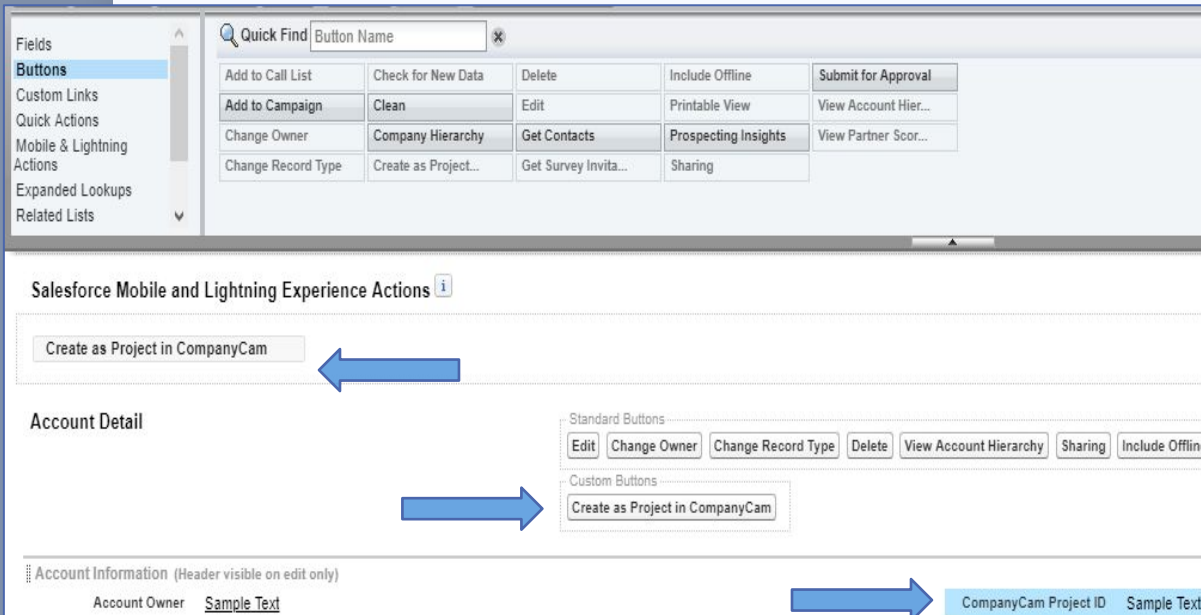 Fields
Buttons
Custom Links
Quick Actions
Mobile & Lightning
Actions
Expanded Lookups
Related Lists
Quick Find Button Name
Add to Call List Check for New Data Delete Include Offline Submit for Approval
Add to Campaign Clean Edit Printable View View Account Hier...
Change Owner Company Hierarchy Get Contacts Prospecting Insights View Partner Scor...
Change Record Type Create as Project... Get Survey Invita... Sharing
Salesforce Mobile and Lightning Experience Actions i
Create as Project in CompanyCam
Account Detail
Standard Buttons
Edit Change Owner Change Record Type Delete View Account Hierarchy Sharing Include Offlin
Custom Buttons
Create as Project in CompanyCam
Account Information (Header visible on edit only)
Account Owner Sample Text CompanyCam Project ID Sample Text